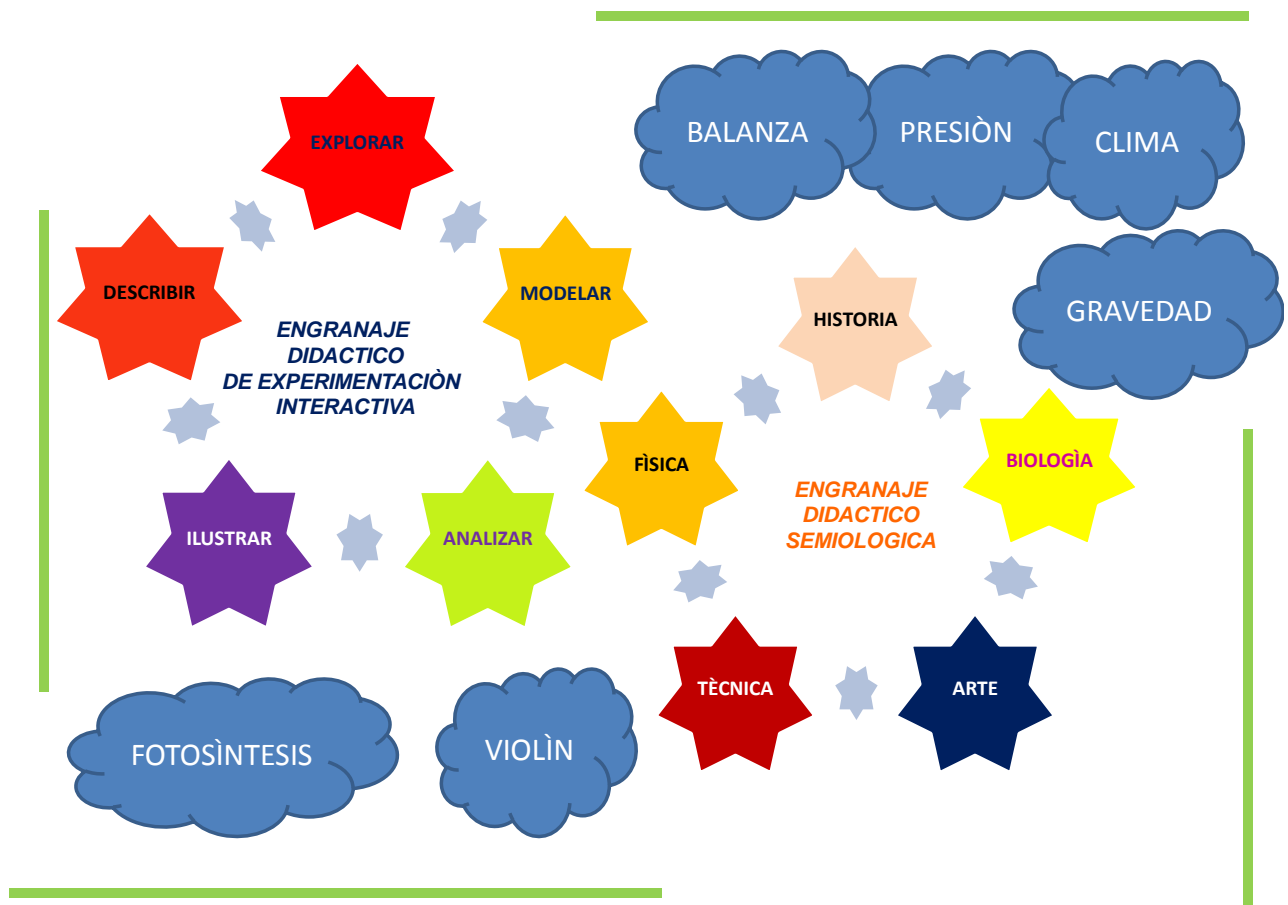 EXPLORAR
DESCRIBIR
MODELAR
ENGRANAJE
DIDACTICO
DE EXPERIMENTACIÒN
INTERACTIVA
ILUSTRAR
ANALIZAR
BALANZA
PRESIÒN
CLIMA
GRAVEDAD
HISTORIA
FÌSICA
BIOLOGÌA
ENGRANAJE
DIDACTICO
SEMIOLOGICA
TÈCNICA
ARTE
FOTOSÌNTESIS
VIOLÌN